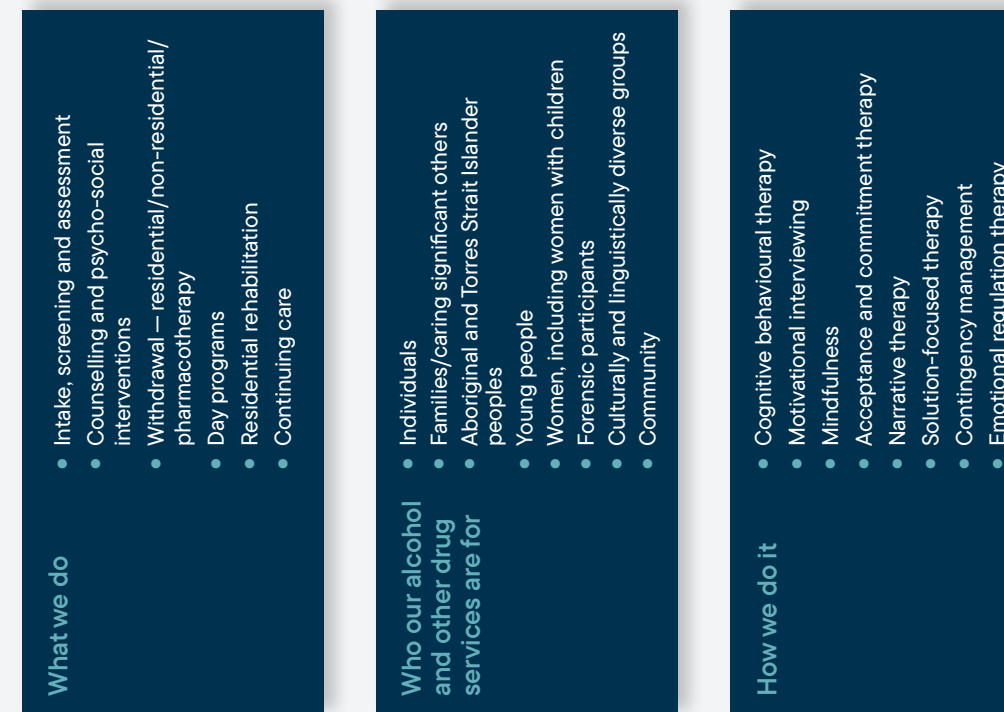 What we do
Intake, screening and assessment
Counselling and psycho-social
interventions
Withdrawal — residential/non-residential/
pharmacotherapy
Day programs
Residential rehabilitation
Continuing care
Who our alcohol
and other drug
services are for
Individuals
Families/caring significant others
Aboriginal and Torres Strait Islander
peoples
Young people
Women, including women with children
Forensic participants
Culturally and linguistically diverse groups
Community
How we do it
Cognitive behavioural therapy
Motivational interviewing
Mindfulness
Acceptance and commitment therapy
Narrative therapy
Solution-focused therapy
Contingency management
Emotional regulation therapy